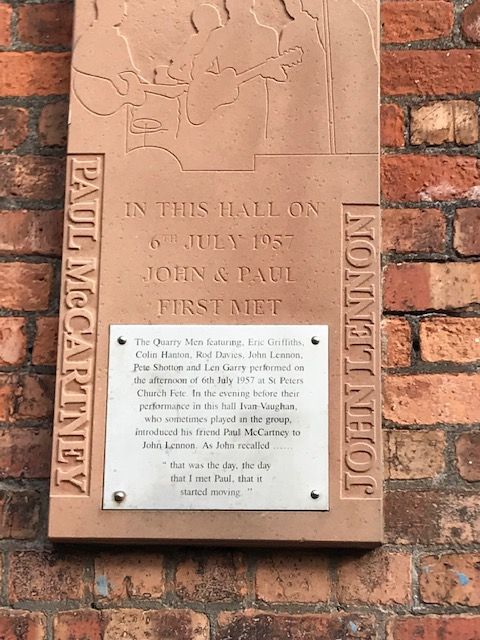 IN THIS HALL ON
6TH JULY 1957
JOHN & PAUL
FIRST MET
PAUL McCARTNEY
JOHN LENNON
The Quarry Men featuring, Eric Griffiths,
Colin Hanton, Rod Davies, John Lennon,
Pete Shotton and Len Garry performed on
the afternoon of 6th July 1957 at St Peters
Church Fete. In the evening before their
performance in this hall Ivan Vaughan,
who sometimes played in the group,
introduced his friend Paul McCartney to
John Lennon. As John recalled ......
" that was the day, the day
that I met Paul, that it
started moving. "